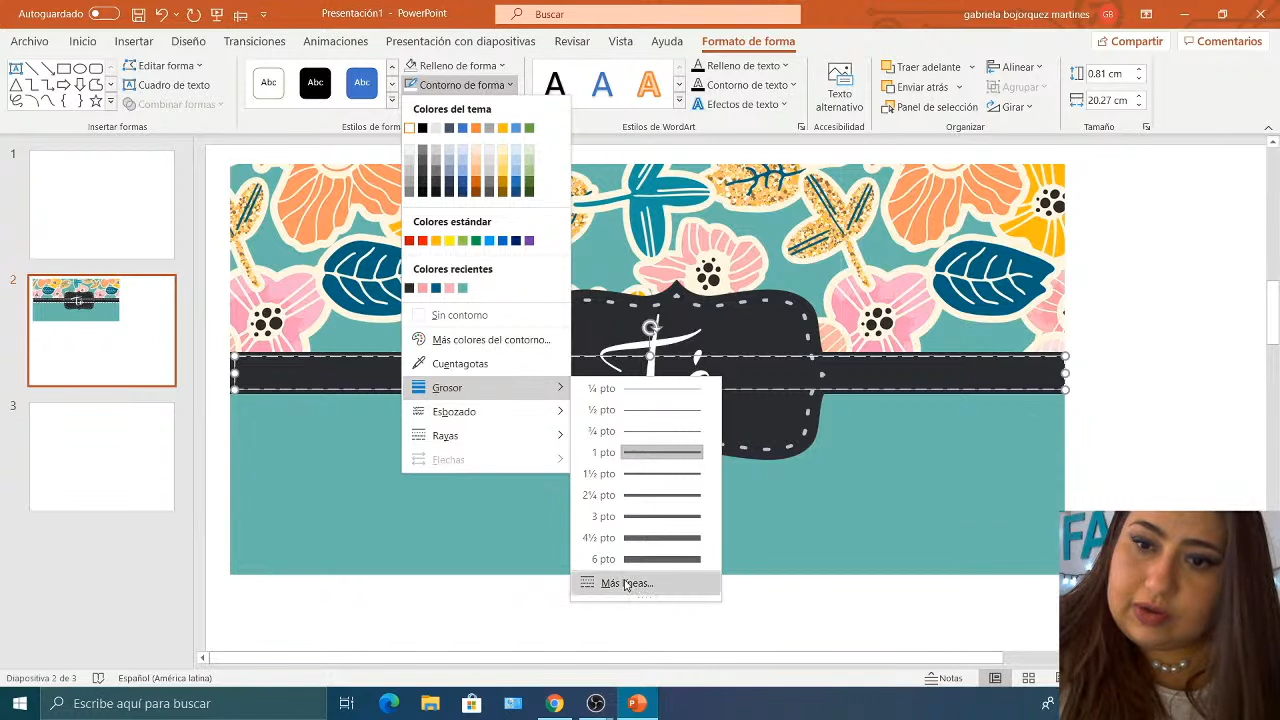 Autoguardado
Presentación1 - PowerPoint
Buscar
gabriela bojorquez martines
GB
Archivo
Inicio
Insertar
Diseño
Transiciones
Animaciones
Presentación con diapositivas
Revisar
Vista
Ayuda
Formato de forma
Compartir
Comentarios
Editar forma
Cuadro de texto
Combinar formas
Insertar formas
Abc
Abc
Abc
Estilos de form
Relleno de forma
Contorno de forma
A
A
A
Relleno de texto
Contorno de texto
Efectos de texto
Estilos de WordArt
Texto alternativo
Accesibilidad
Traer adelante
Enviar atrás
Panel de selección
Alinear
Agrupar
Girar
Organizar
0.81 cm
20.27 cm
Tamaño
Colores del tema
Colores estándar
Colores recientes
Sin contorno
Más colores del contorno...
Cuentagotas
Grosor
Esbozado
Rayas
Flechas
¼ pto
½ pto
¾ pto
1 pto
1½ pto
2¼ pto
3 pto
4½ pto
6 pto
Más líneas...
1
2
3
FA
Diapositiva 2 de 3
Español (América latina)
Notas
Escribe aquí para buscar